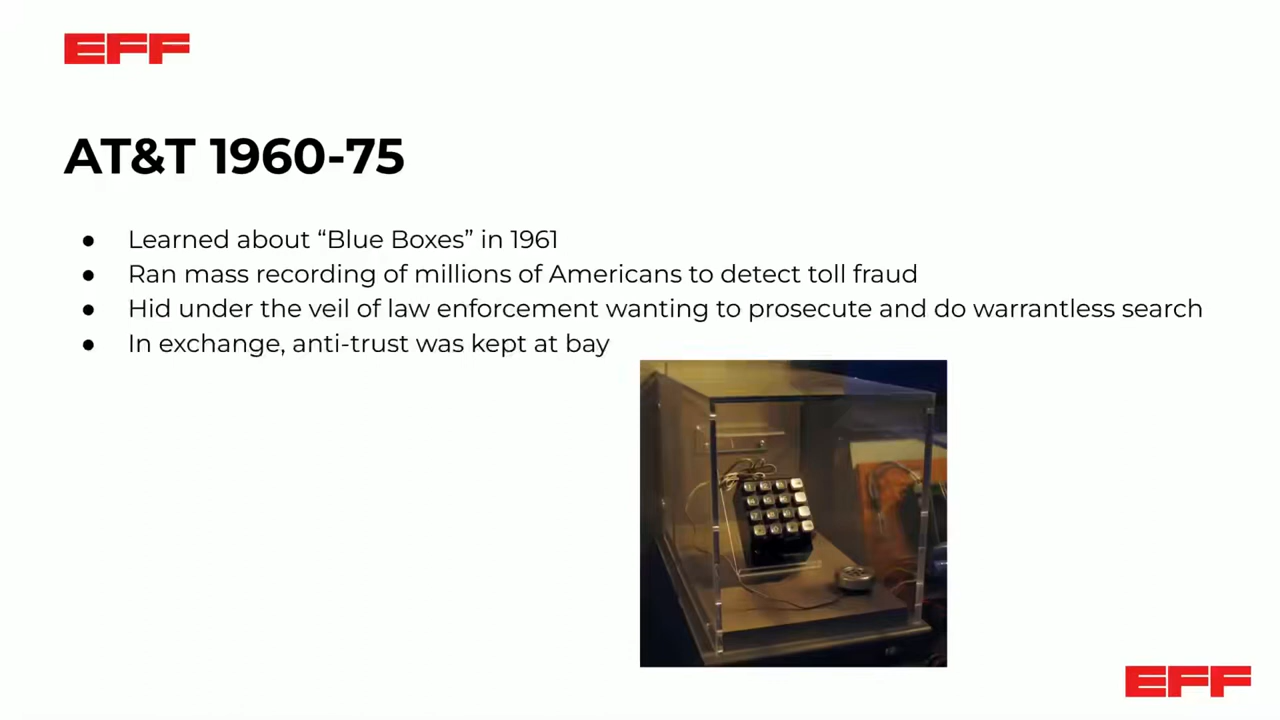 EFF
AT&T 1960-75
● Learned about “Blue Boxes” in 1961
● Ran mass recording of millions of Americans to detect toll fraud
● Hid under the veil of law enforcement wanting to prosecute and do warrantless search
● In exchange, anti-trust was kept at bay
EFF